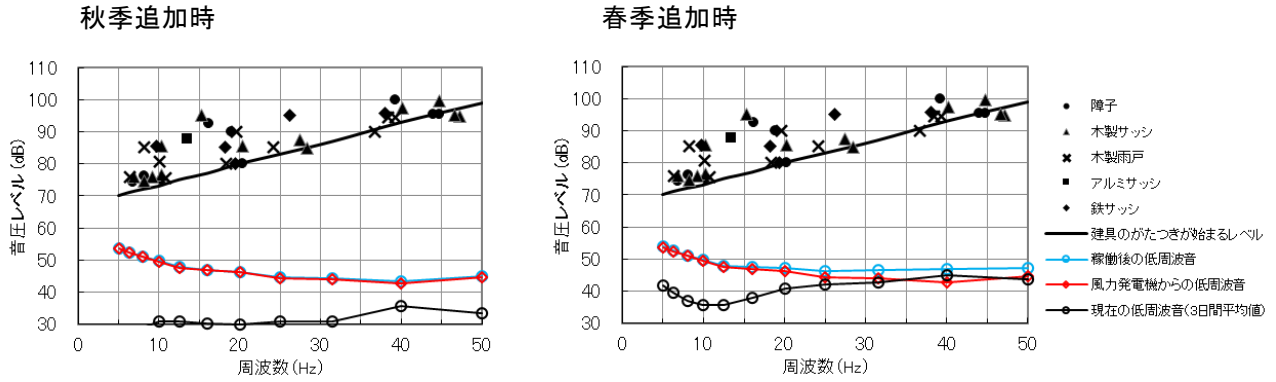 秋季追加時
春季追加時
音圧レベル(dB)
110
100
90
80
70
60
50
40
30
0
10
20
30
40
50
周波数(Hz)
音圧レベル(dB)
110
100
90
80
70
60
50
40
30
0
10
20
30
40
50
周波数(Hz)
障子
木製サッシ
木製雨戸
アルミサッシ
鉄サッシ
建具のがたつきが始まるレベル
稼働後の低周波音
風力発電機からの低周波音
現在の低周波音(3日間平均値)